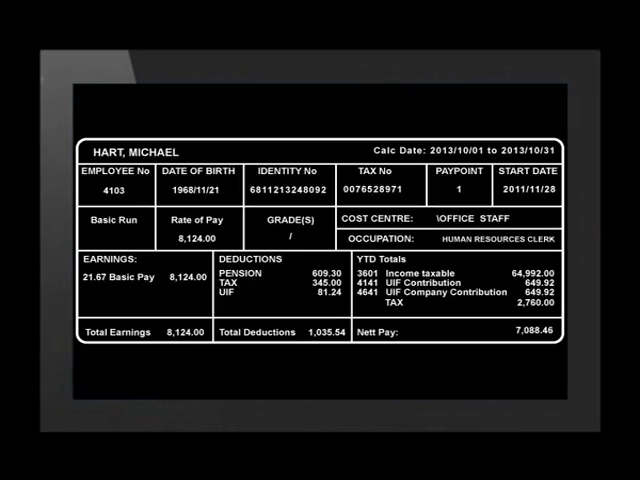 HART, MICHAEL
Calc Date: 2013/10/01 to 2013/10/31
EMPLOYEE No DATE OF BIRTH IDENTITY No TAX No PAYPOINT START DATE
4103 1968/11/21 6811213248092 0076528971 1 2011/11/28
Basic Run Rate of Pay GRADE(S) COST CENTRE: \OFFICE STAFF
8,124.00 / OCCUPATION: HUMAN RESOURCES CLERK
EARNINGS: DEDUCTIONS YTD Totals
21.67 Basic Pay 8,124.00 PENSION 609.30 3601 Income taxable 64,992.00
TAX 345.00 4141 UIF Contribution 649.92
UIF 81.24 4641 UIF Company Contribution 649.92
TAX 2,760.00
Total Earnings 8,124.00 Total Deductions 1,035.54 Nett Pay: 7,088.46